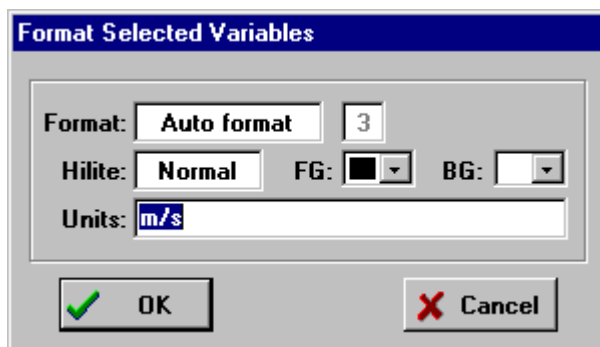 Format Selected Variables
Format: Auto format 3
Hilite: Normal FG: BG:
Units: m/s
OK Cancel